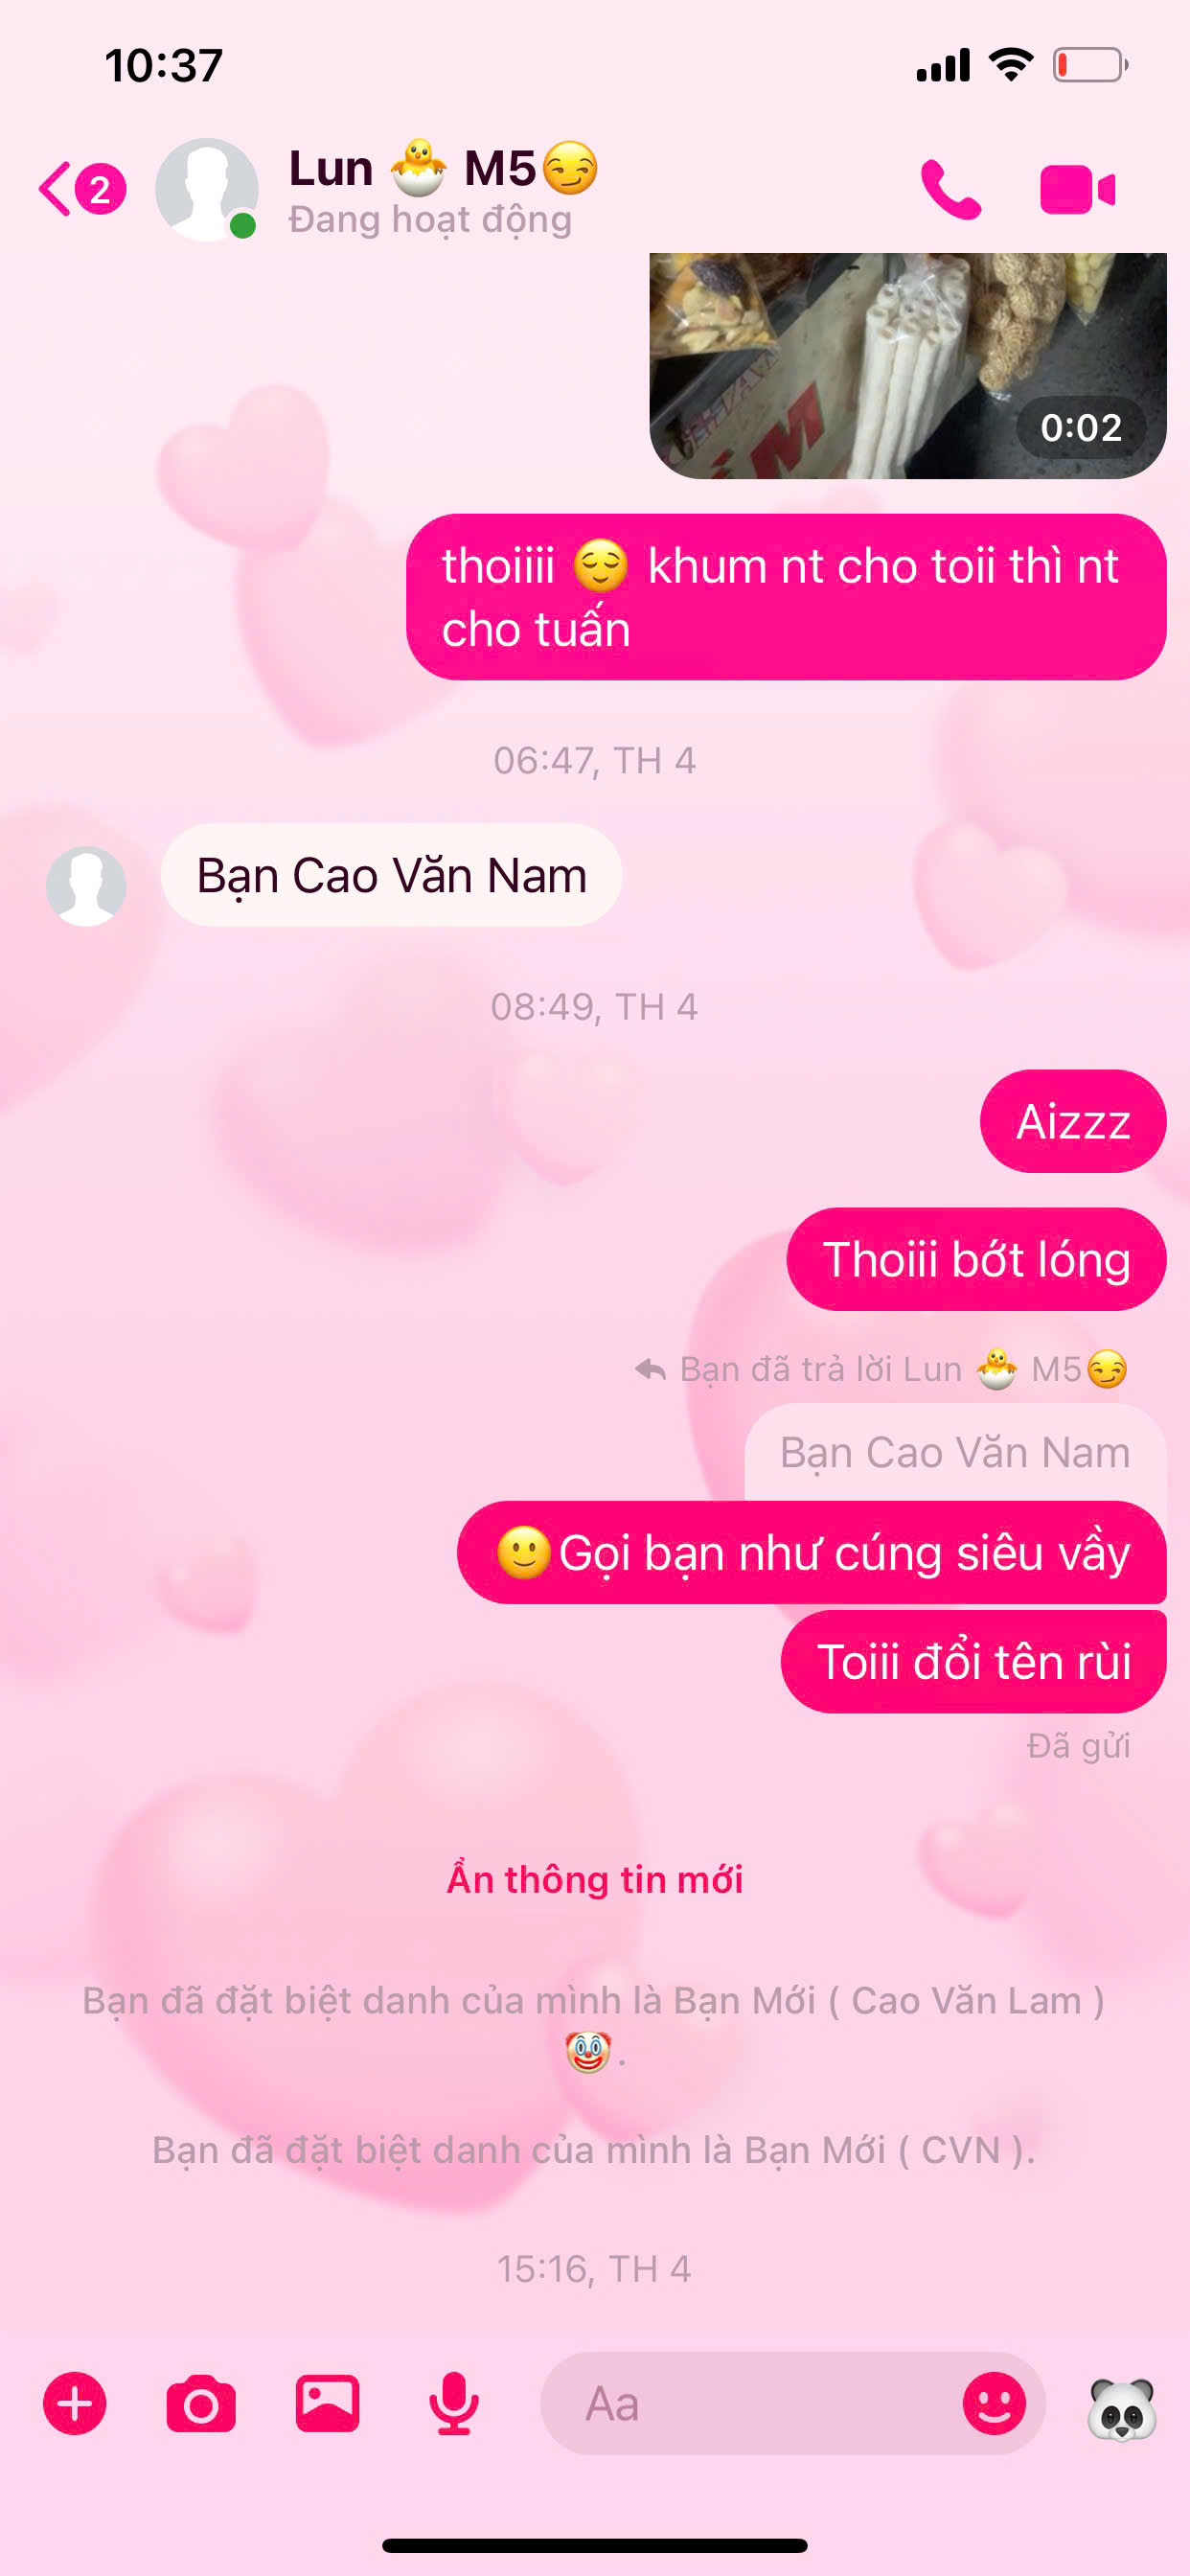 10:37
2
Lun 🐣 M5😏
Đang hoạt động
0:02
thoiiii 😌 khum nt cho toii thì nt
cho tuấn
06:47, TH 4
Bạn Cao Văn Nam
08:49, TH 4
Aizzz
Thoiii bớt lóng
Bạn đã trả lời Lun 🐣 M5😏
Bạn Cao Văn Nam
🙂Gọi bạn như cúng siêu vầy
Toiii đổi tên rùi
Đã gửi
Ẩn thông tin mới
Bạn đã đặt biệt danh của mình là Bạn Mới ( Cao Văn Lam )
🤡.
Bạn đã đặt biệt danh của mình là Bạn Mới ( CVN ).
15:16, TH 4
Aa